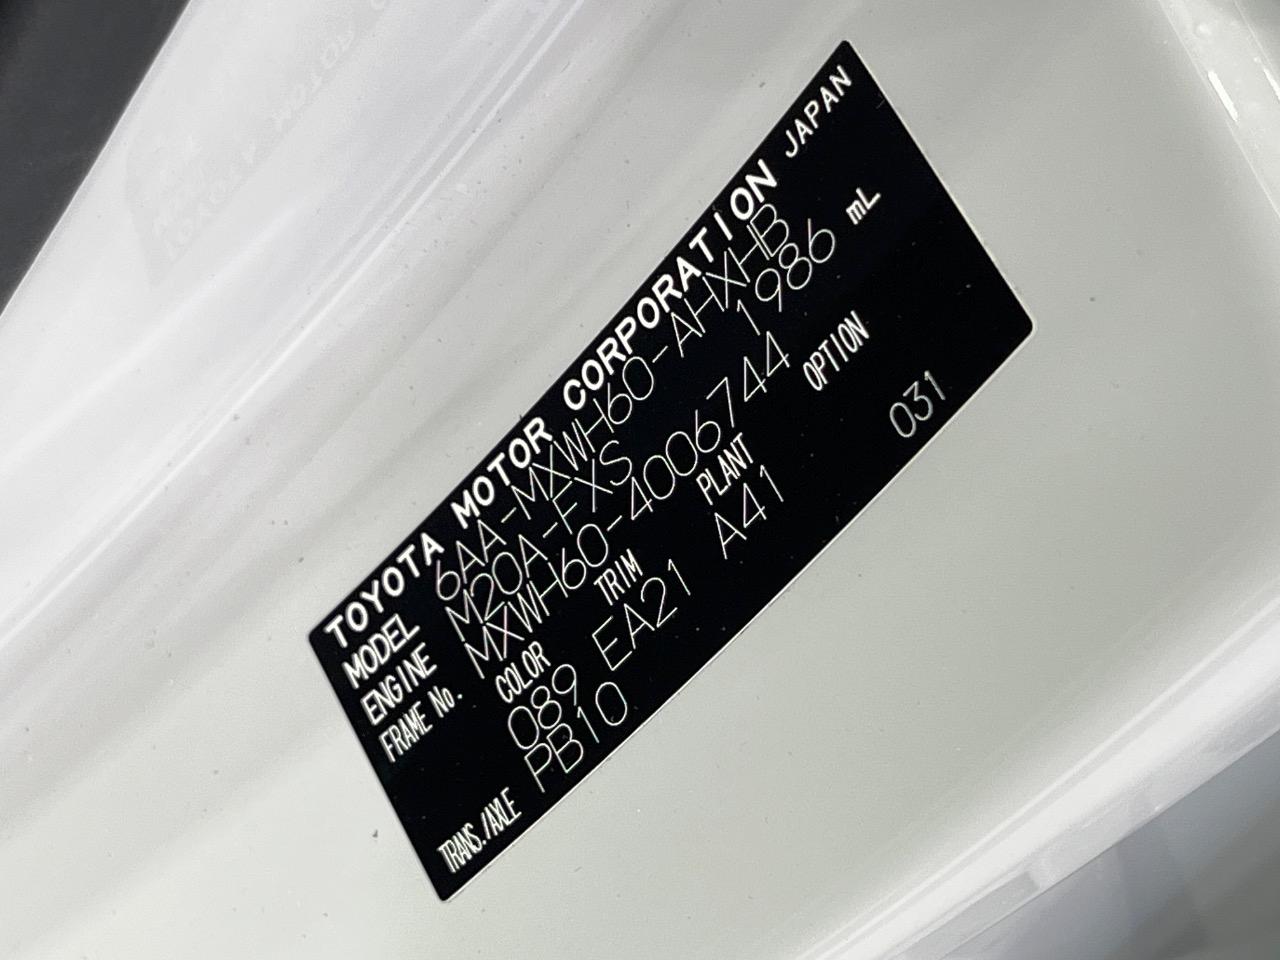 TOYOTA MOTOR CORPORATION JAPAN
MODEL 6AA-MXWH60-AHXHB
ENGINE M20A-FXS 1986 mL
FRAME No. MXWH60-4006744
COLOR TRIM PLANT OPTION
089 EA21 A41 031
TRANS./AXLE PB10